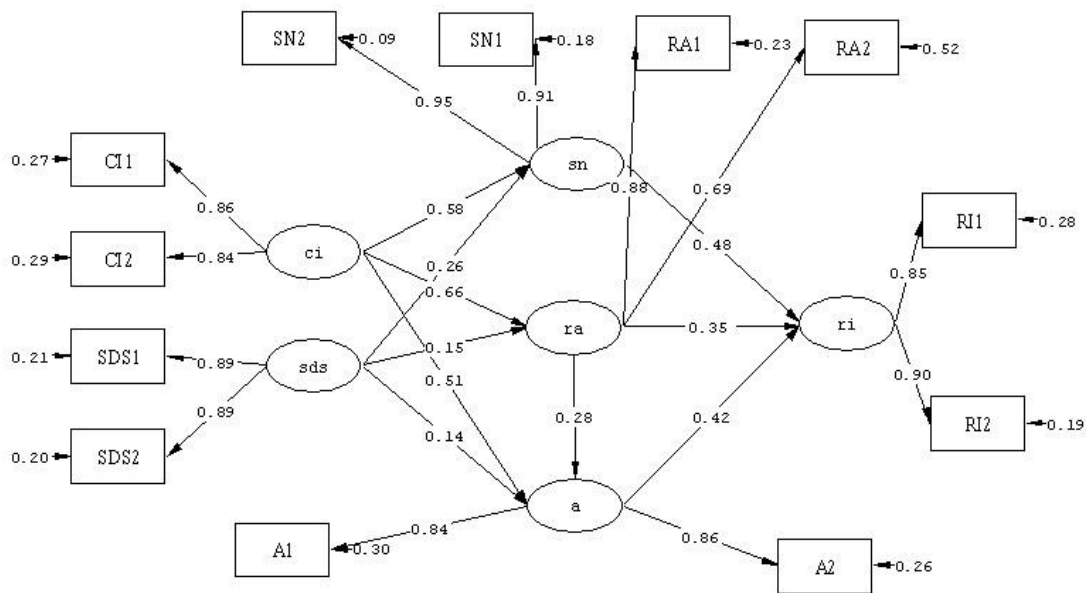 SN2
0.09
SN1
0.18
RA1
0.23
RA2
0.52
0.95
0.91
0.27
CI1
sn
0.86
0.58
0.88
0.69
RI1
0.28
0.29
CI2
0.84
ci
0.26
0.48
0.85
0.66
0.21
SDS1
0.89
sds
0.15
ra
0.35
ri
0.51
0.89
0.90
0.20
SDS2
0.14
0.28
0.42
RI2
0.19
a
A1
0.30
0.84
0.86
A2
0.26